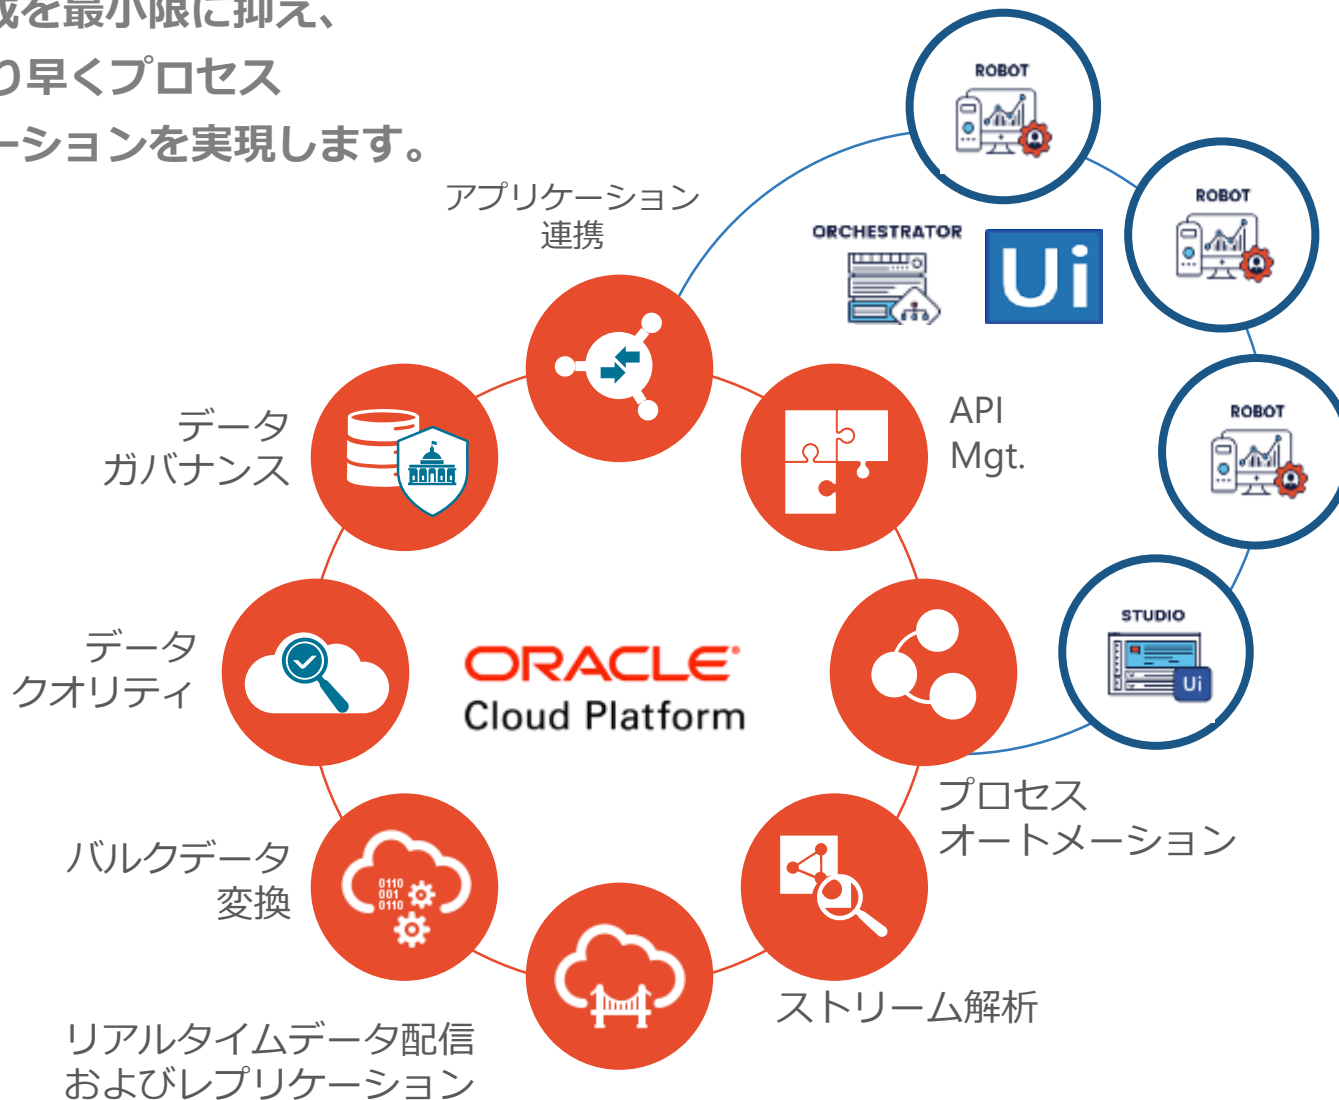 を最小限に抑え、
り早くプロセス
ーションを実現します。
ROBOT
ROBOT
アプリケーション
連携
ORCHESTRATOR
Ui
データ
ガバナンス
API
Mgt.
ROBOT
データ
クオリティ
ORACLE
Cloud Platform
STUDIO
Ui
プロセス
オートメーション
バルクデータ
変換
0110
001
0110
ストリーム解析
リアルタイムデータ配信
およびレプリケーション